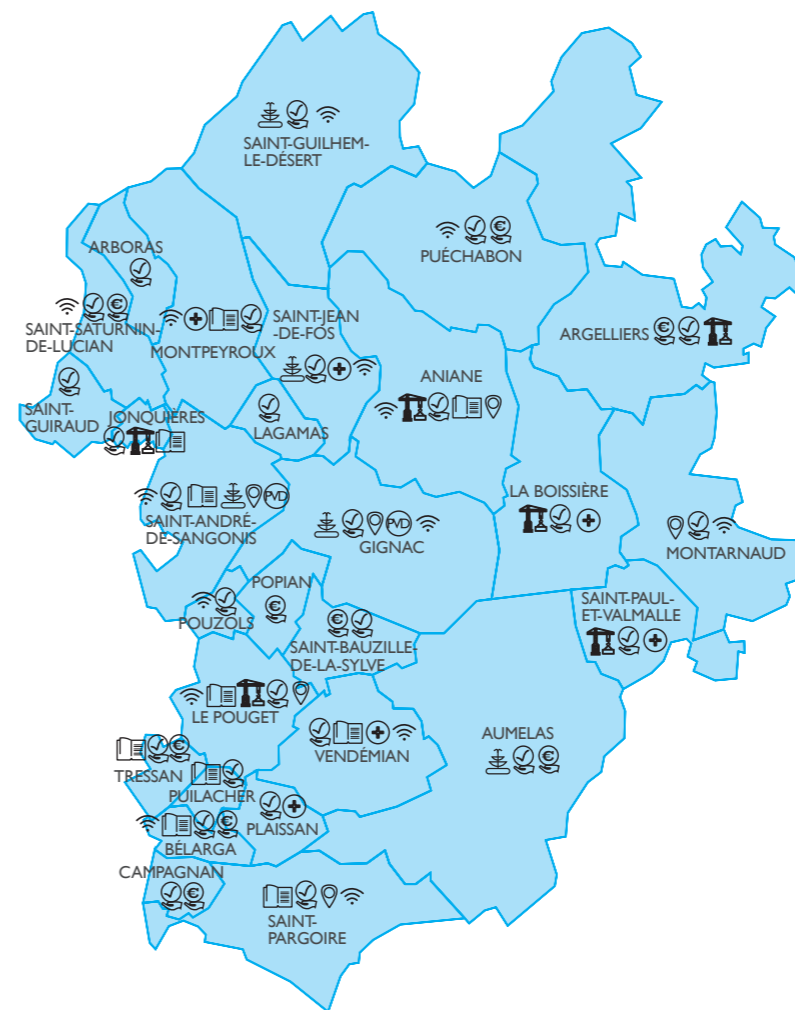 SAINT-GUILHEM-
LE-DÉSERT
PUÉCHABON
ARBORAS
SAINT-SATURNIN-
DE-LUCIAN
MONTPEYROUX
SAINT-JEAN
-DE-FOS
ARGELLIERS
ANIANE
SAINT-
GUIRAUD
JONQUIÈRES
LAGAMAS
LA BOISSIÈRE
PVD
SAINT-ANDRÉ-
DE-SANGONIS
PVD
GIGNAC
MONTARNAUD
POPIAN
POUZOLS
SAINT-PAUL-
ET-VALMALLE
SAINT-BAUZILLE-
DE-LA-SYLVE
LE POUGET
VENDÉMIAN
AUMELAS
TRESSAN
PUILACHER
PLAISSAN
BÉLARGA
CAMPAGNAN
SAINT-
PARGOIRE